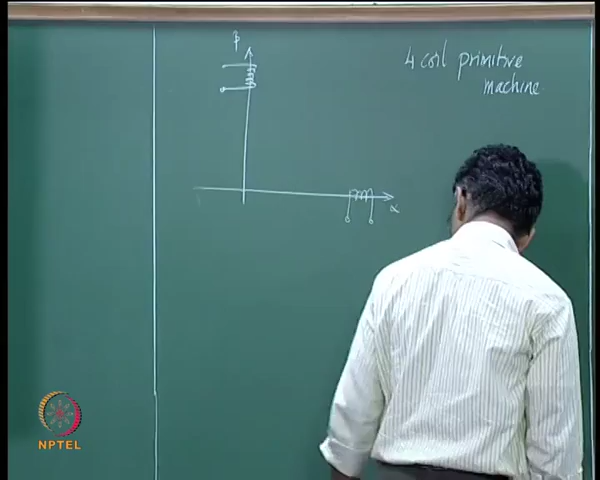 4 coil primitive
machine
β
α
NPTEL